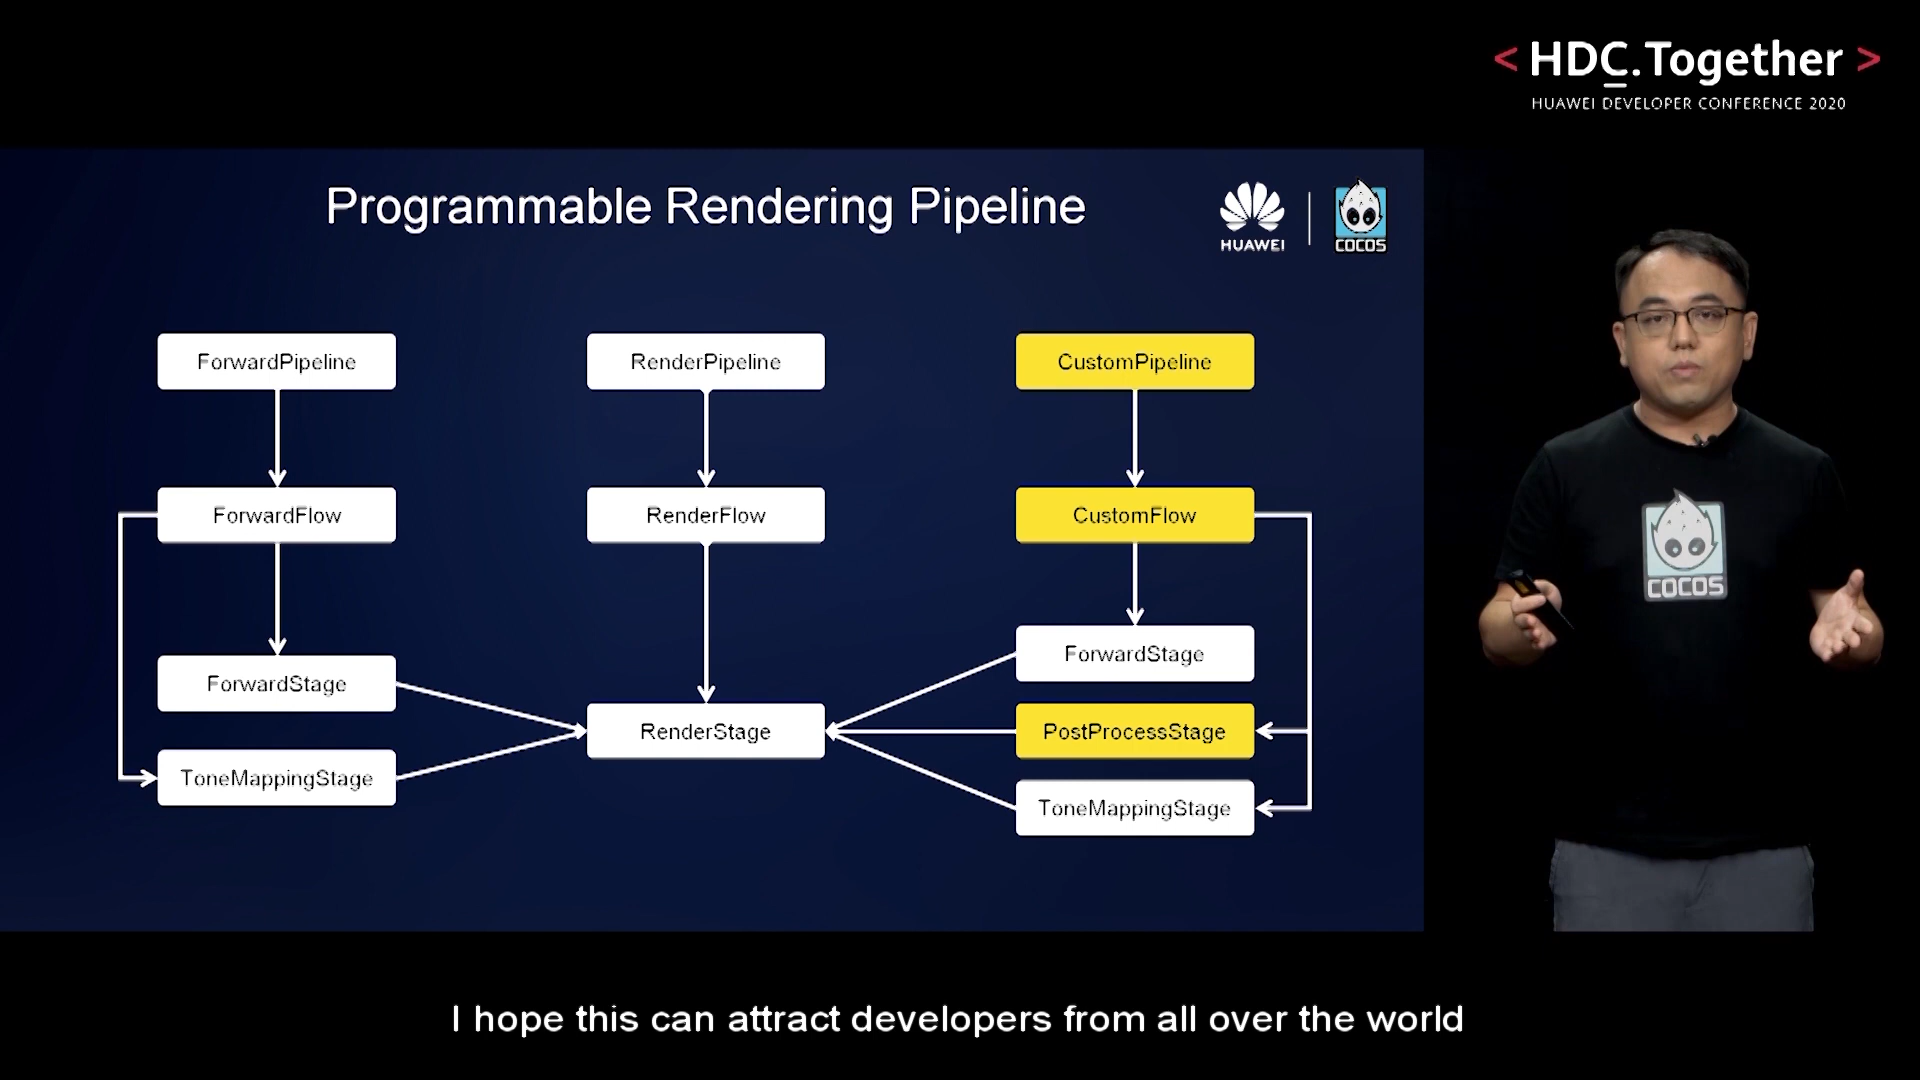 < HDC.Together >
HUAWEI DEVELOPER CONFERENCE 2020
Programmable Rendering Pipeline
HUAWEI
COCOS
ForwardPipeline
RenderPipeline
CustomPipeline
ForwardFlow
RenderFlow
CustomFlow
ForwardStage
ForwardStage
RenderStage
PostProcessStage
ToneMappingStage
ToneMappingStage
COCOS
I hope this can attract developers from all over the world